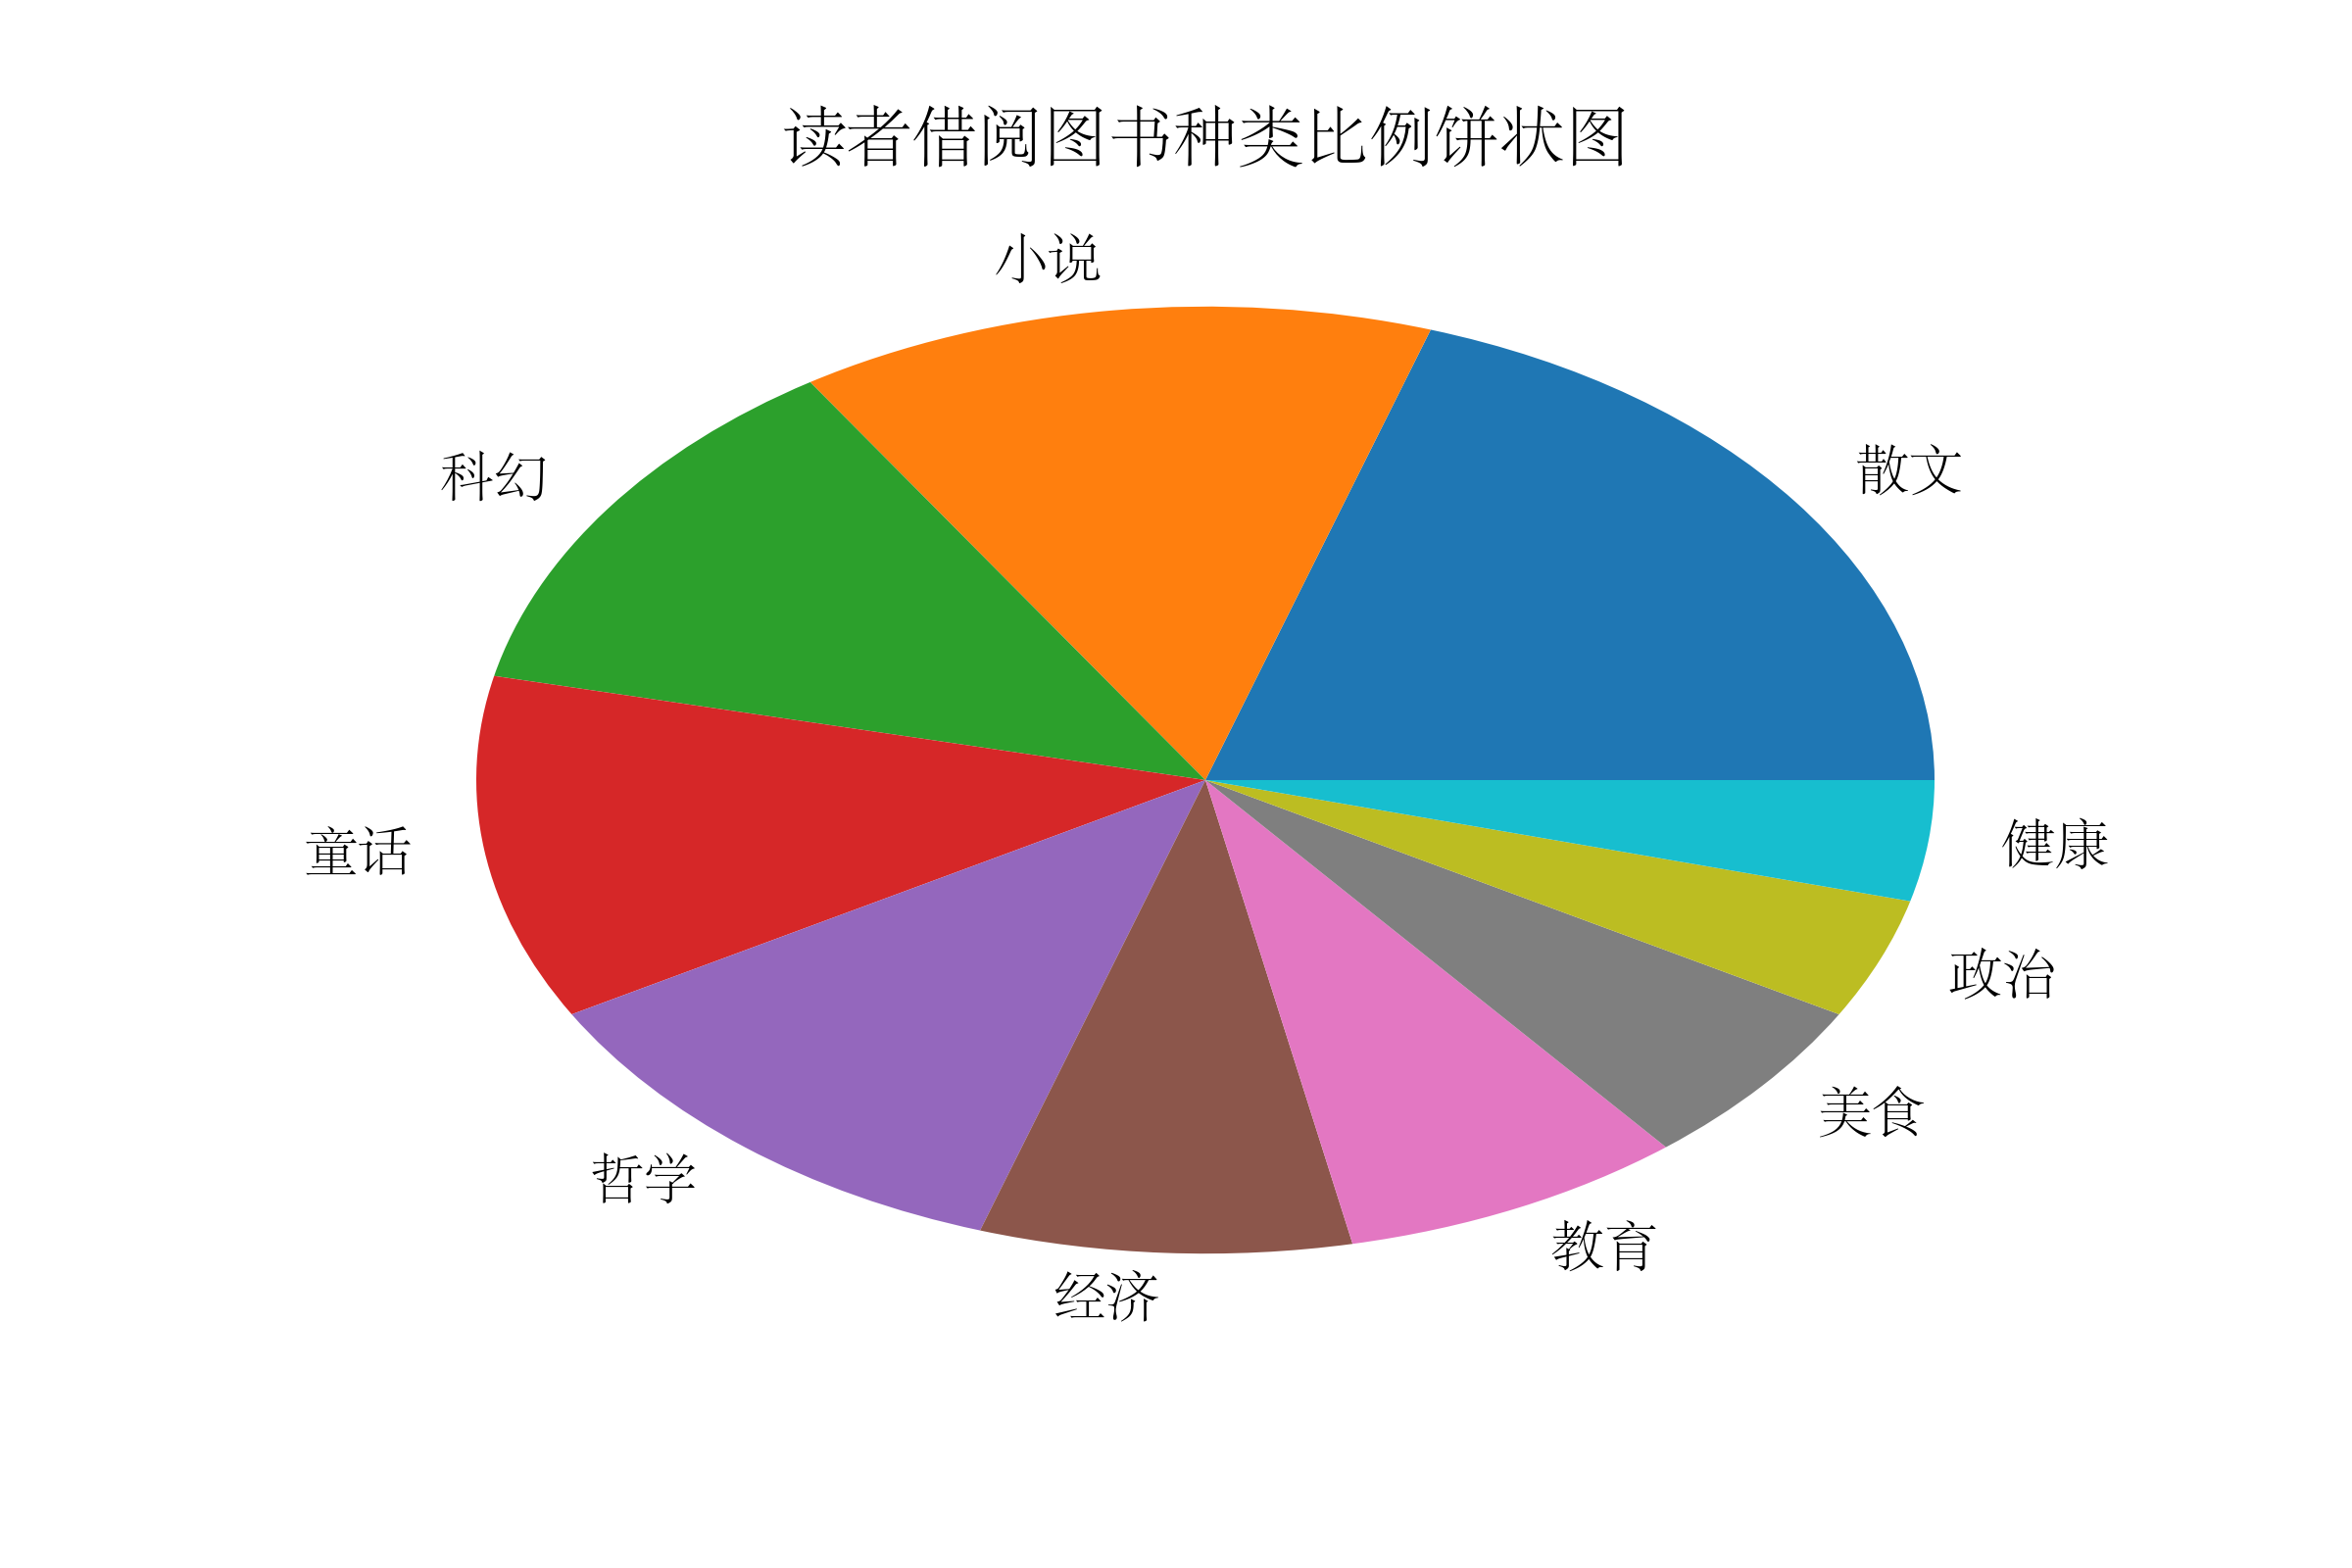 读者借阅图书种类比例饼状图
小说
散文
科幻
童话
健康
政治
美食
哲学
教育
经济